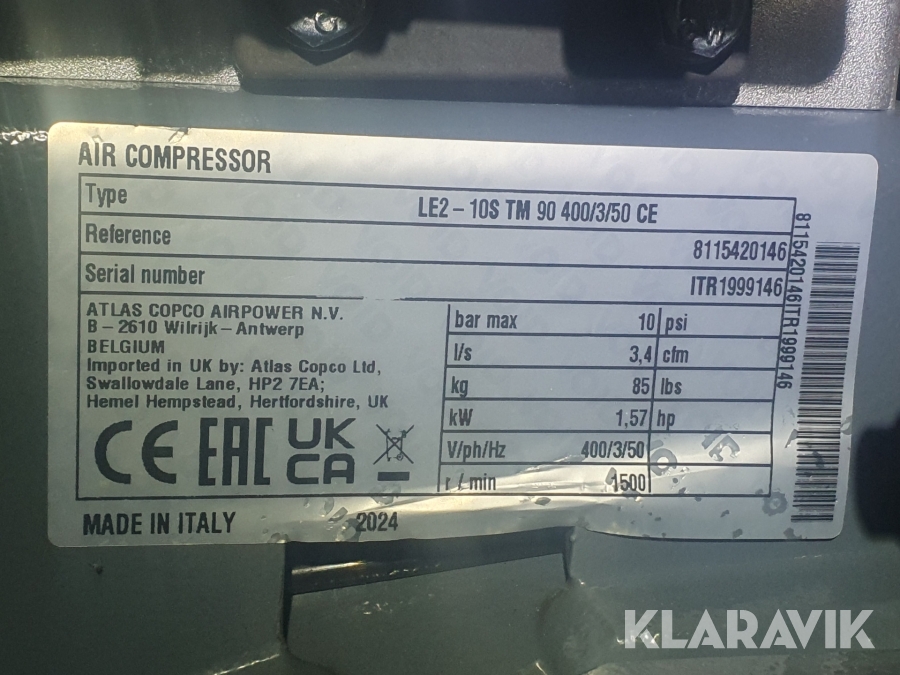 AIR COMPRESSOR
Type LE2 - 10S TM 90 400/3/50 CE
Reference 8115420146
Serial number ITR1999146
8115420146ITR1999146
ATLAS COPCO AIRPOWER N.V.
B - 2610 Wilrijk - Antwerp
BELGIUM
Imported in UK by: Atlas Copco Ltd,
Swallowdale Lane, HP2 7EA;
Hemel Hempstead, Hertfordshire, UK
bar max 10 psi
l/s 3,4 cfm
kg 85 lbs
kW 1,57 hp
V/ph/Hz 400/3/50
r / min 1500
CE EAC UK
CA
MADE IN ITALY 2024
KLARAVIK